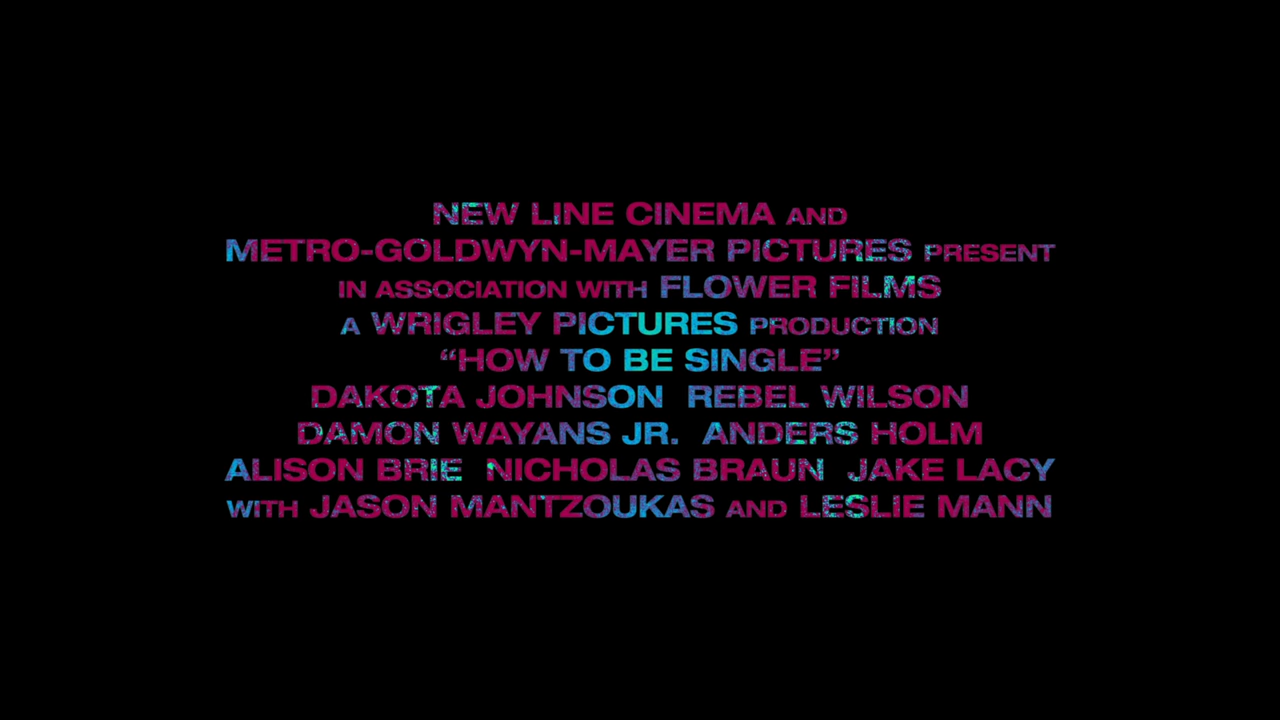 NEW LINE CINEMA AND
METRO-GOLDWYN-MAYER PICTURES PRESENT
IN ASSOCIATION WITH FLOWER FILMS
A WRIGLEY PICTURES PRODUCTION
“HOW TO BE SINGLE”
DAKOTA JOHNSON REBEL WILSON
DAMON WAYANS JR. ANDERS HOLM
ALISON BRIE NICHOLAS BRAUN JAKE LACY
WITH JASON MANTZOUKAS AND LESLIE MANN